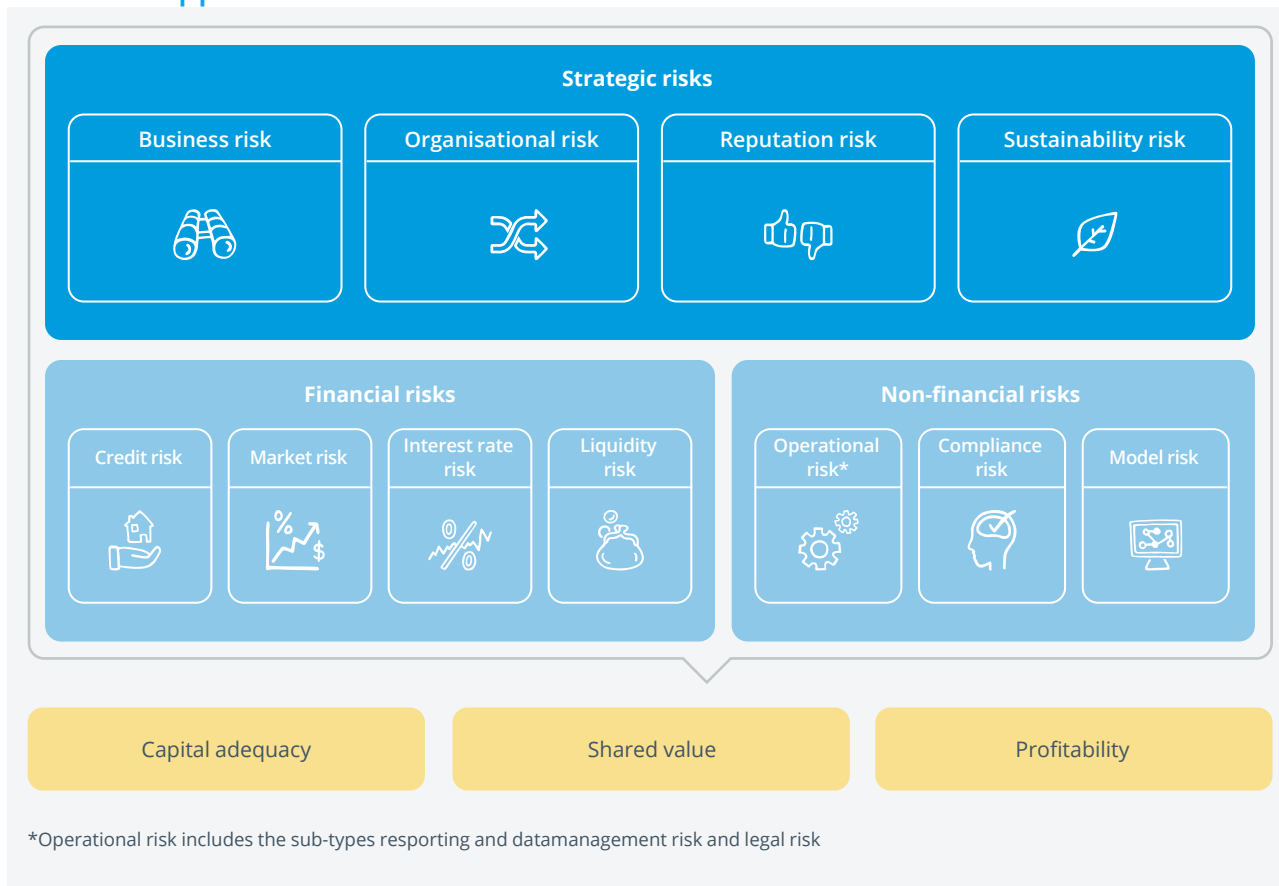 Strategic risks
Business risk
Organisational risk
Reputation risk
Sustainability risk
Financial risks
Credit risk
Market risk
Interest rate
risk
Liquidity
risk
%
$
0
0
Non-financial risks
Operational
risk*
Compliance
risk
Model risk
Capital adequacy
Shared value
Profitability
*Operational risk includes the sub-types resporting and datamanagement risk and legal risk